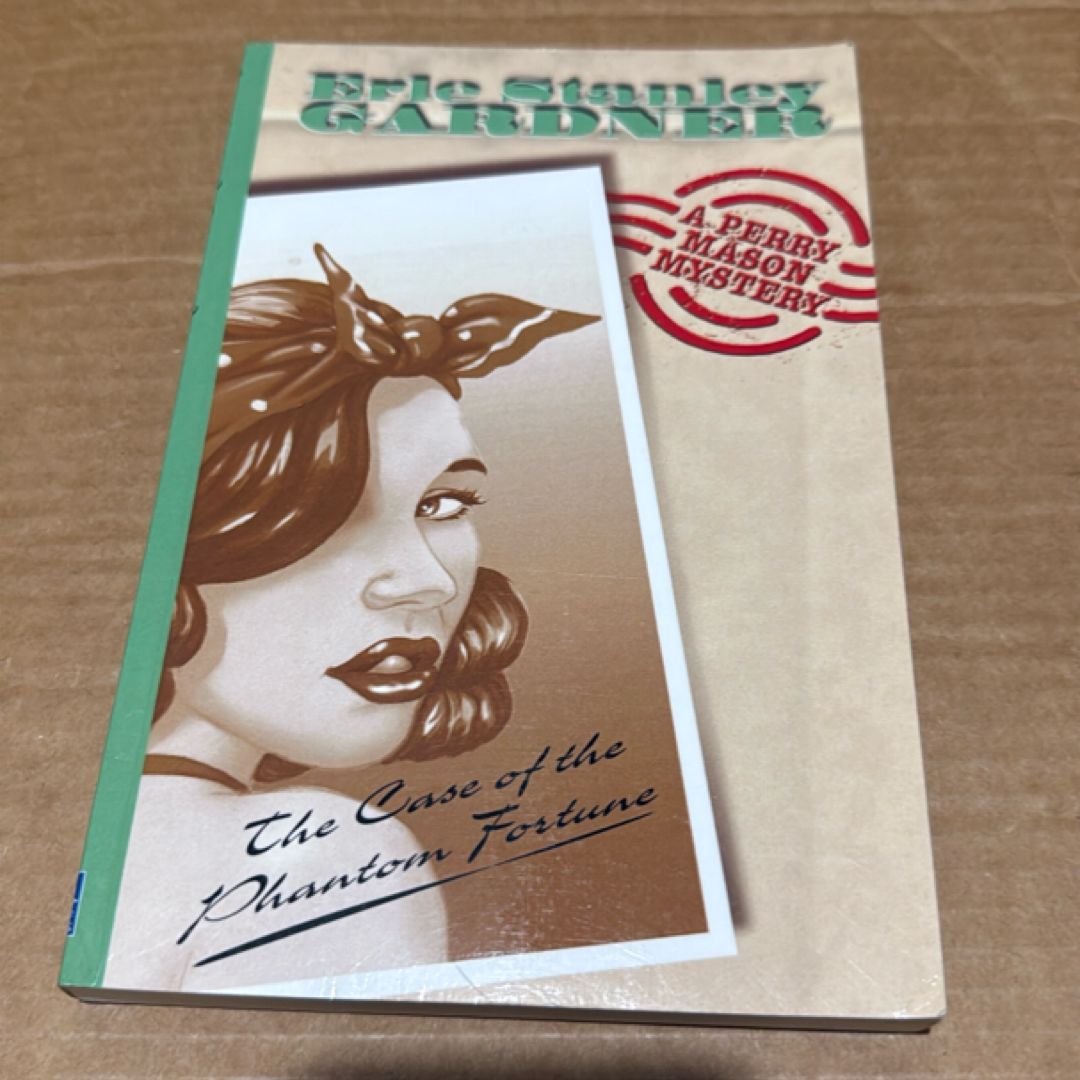 Erle Stanley
GARDNER
A PERRY
MASON
MYSTERY
The Case of the
Phantom Fortune